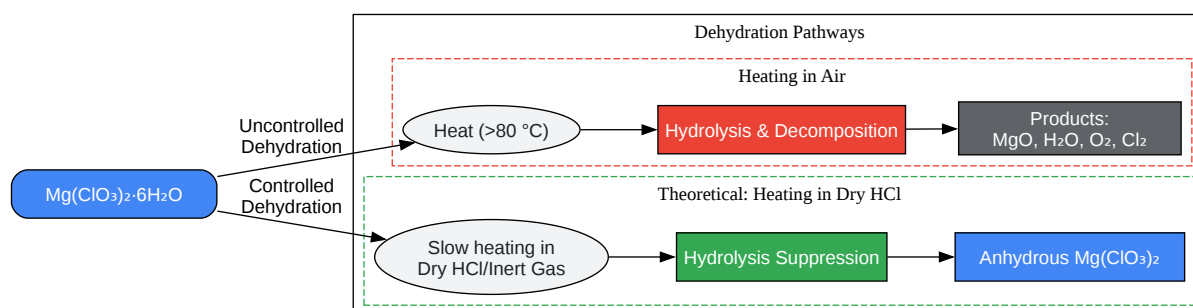 Dehydration Pathways
Heating in Air
Uncontrolled
Dehydration
Heat (>80 °C)
Hydrolysis & Decomposition
Products:
MgO, H₂O, O₂, Cl₂
Mg(ClO₃)₂·6H₂O
Controlled
Dehydration
Theoretical: Heating in Dry HCl
Slow heating in
Dry HCl/Inert Gas
Hydrolysis Suppression
Anhydrous Mg(ClO₃)₂